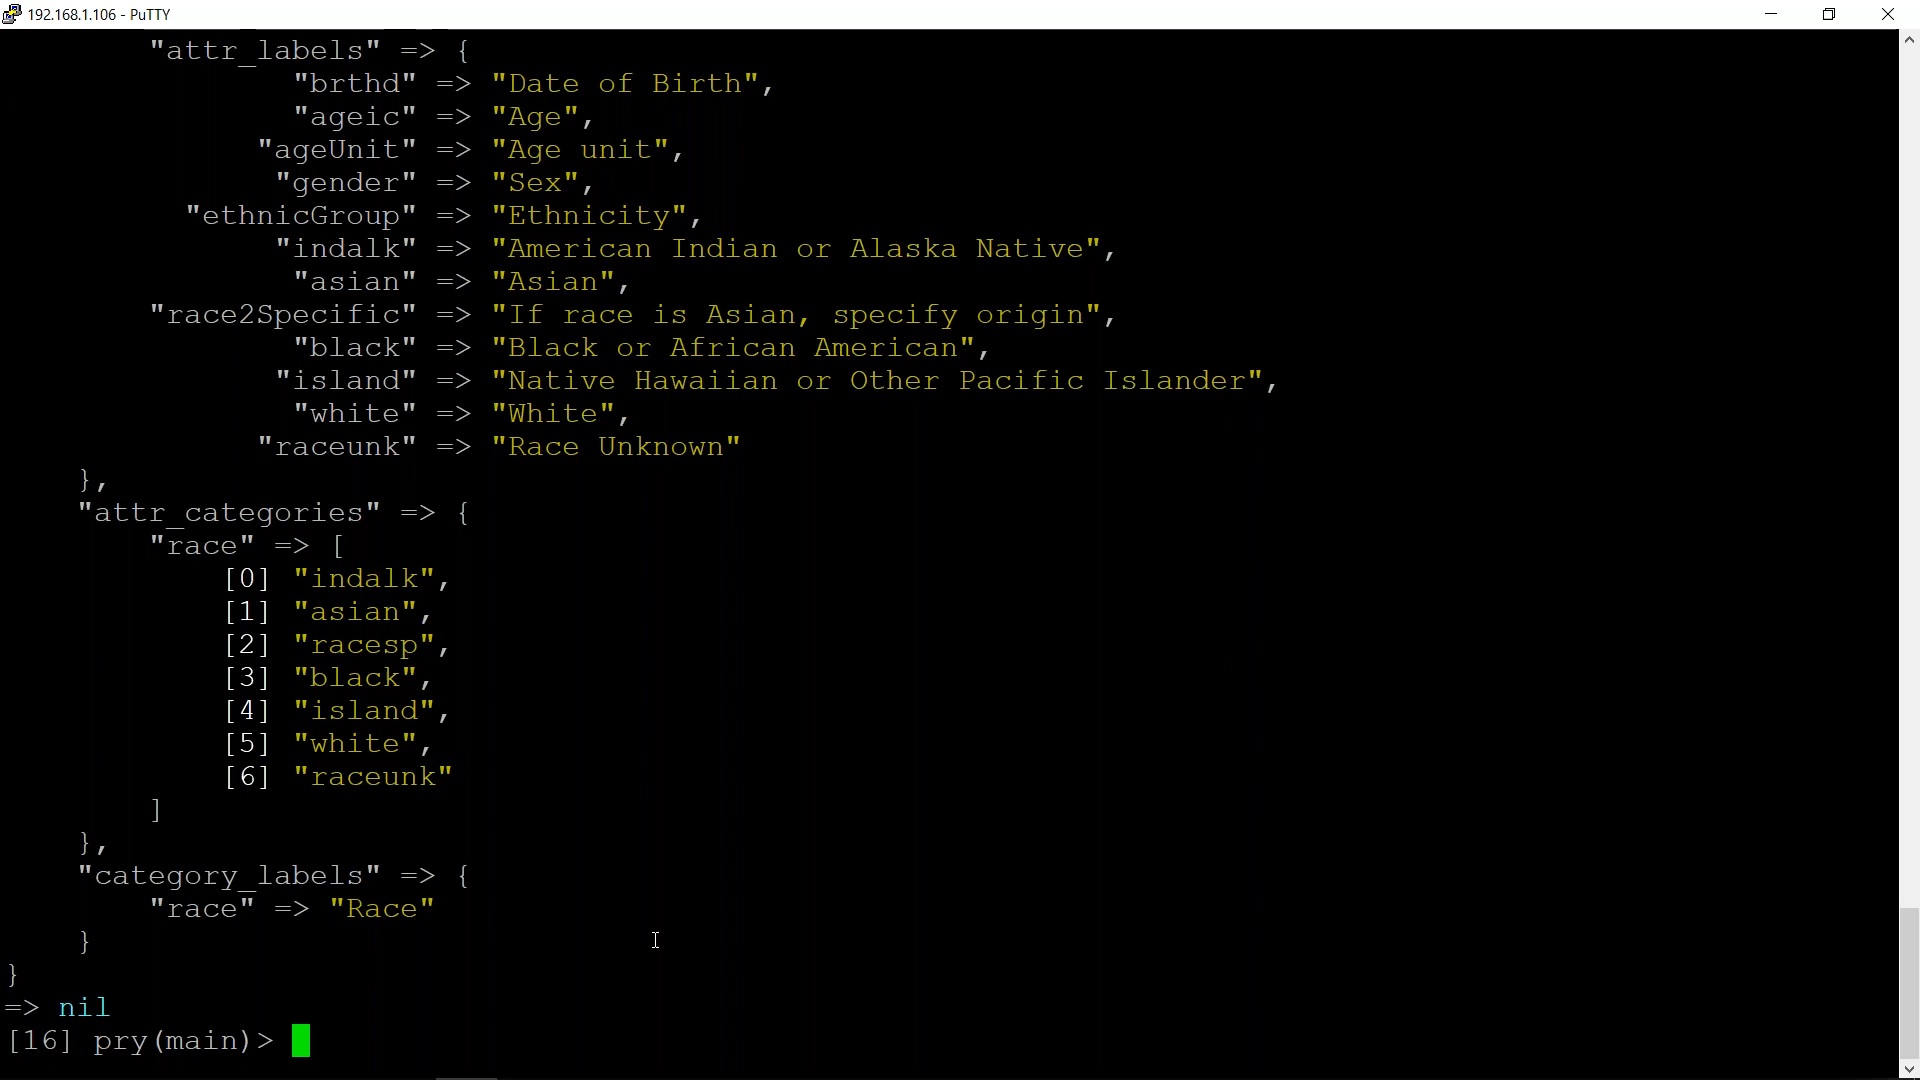 192.168.1.106 - PuTTY
"attr_labels" => {
"brthd" => "Date of Birth",
"ageic" => "Age",
"ageUnit" => "Age unit",
"gender" => "Sex",
"ethnicGroup" => "Ethnicity",
"indalk" => "American Indian or Alaska Native",
"asian" => "Asian",
"race2Specific" => "If race is Asian, specify origin",
"black" => "Black or African American",
"island" => "Native Hawaiian or Other Pacific Islander",
"white" => "White",
"raceunk" => "Race Unknown"
},
"attr_categories" => {
"race" => [
[0] "indalk",
[1] "asian",
[2] "racesp",
[3] "black",
[4] "island",
[5] "white",
[6] "raceunk"
]
},
"category_labels" => {
"race" => "Race"
}
}
=> nil
[16] pry(main)>